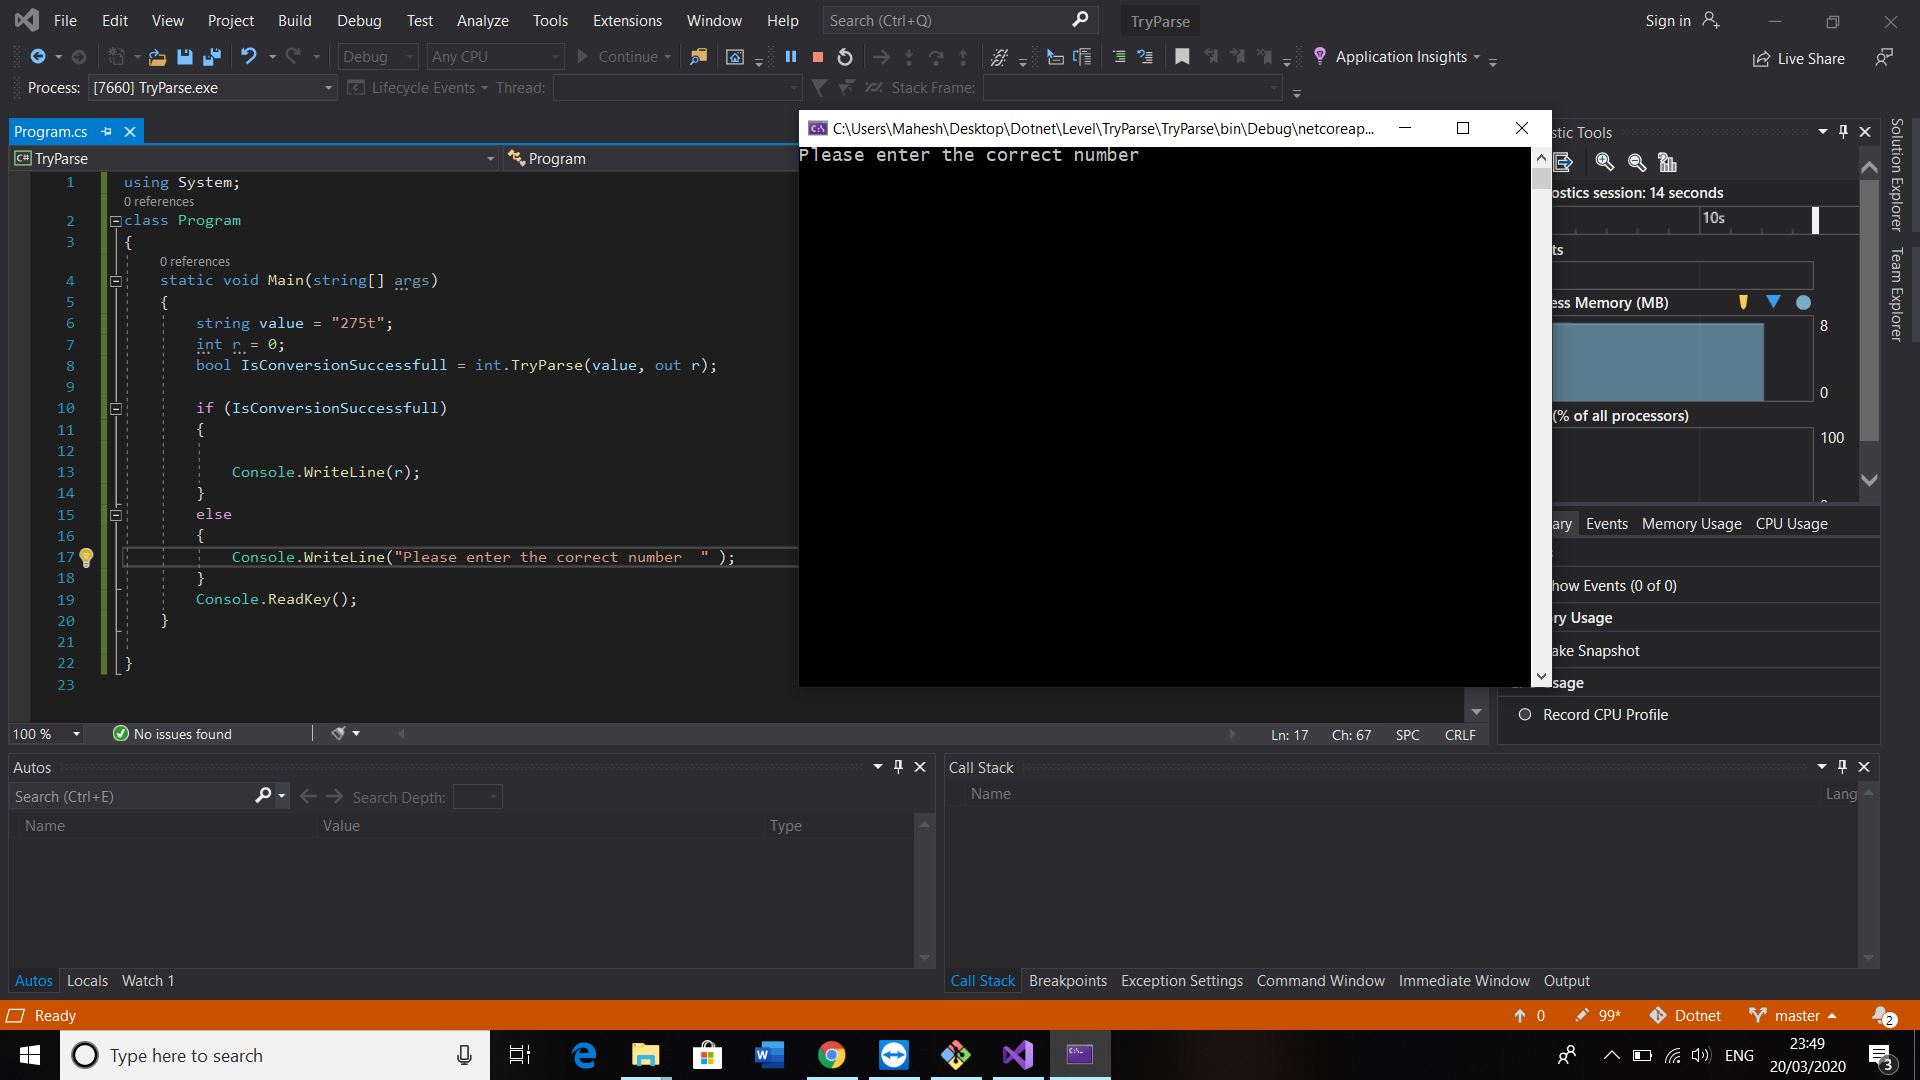 File Edit View Project Build Debug Test Analyze Tools Extensions Window Help Search (Ctrl+Q) TryParse Sign in
Debug Any CPU Continue Application Insights Live Share
Process: [7660] TryParse.exe Lifecycle Events Thread: Stack Frame:
Program.cs
TryParse Program
1 using System;
0 references
2 class Program
3 {
0 references
4 static void Main(string[] args)
5 {
6 string value = "275t";
7 int r = 0;
8 bool IsConversionSuccessfull = int.TryParse(value, out r);
9
10 if (IsConversionSuccessfull)
11 {
12
13 Console.WriteLine(r);
14 }
15 else
16 {
17 Console.WriteLine("Please enter the correct number  " );
18 }
19 Console.ReadKey();
20 }
21
22 }
23
C:\Users\Mahesh\Desktop\Dotnet\Level\TryParse\TryParse\bin\Debug\netcoreap...
Please enter the correct number
stic Tools
ostics session: 14 seconds
10s
ts
ess Memory (MB)
8
0
(% of all processors)
100
ary Events Memory Usage CPU Usage
how Events (0 of 0)
ry Usage
ake Snapshot
sage
Record CPU Profile
Solution Explorer
Team Explorer
100 % No issues found Ln: 17 Ch: 67 SPC CRLF
Autos
Search (Ctrl+E) Search Depth:
Name Value Type
Autos Locals Watch 1
Call Stack
Name Lang
Call Stack Breakpoints Exception Settings Command Window Immediate Window Output
Ready 0 99* Dotnet master 2
Type here to search ENG 23:49
20/03/2020 3